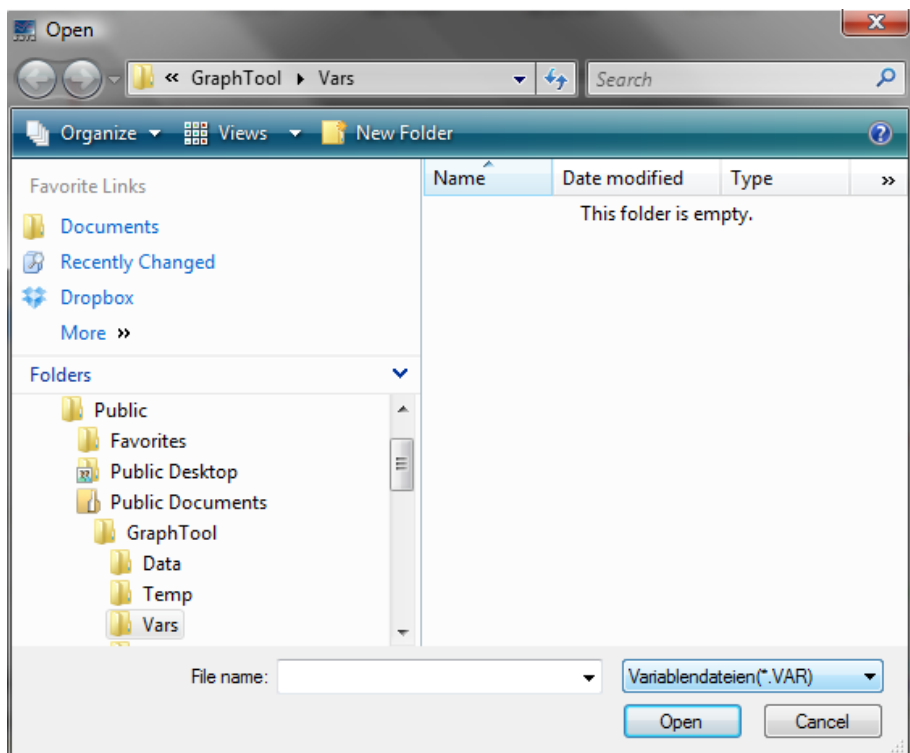 Open
« GraphTool ▸ Vars Search
Organize Views New Folder
Favorite Links
Documents
Recently Changed
Dropbox
More »
Folders
Public
Favorites
Public Desktop
Public Documents
GraphTool
Data
Temp
Vars
Name Date modified Type »
This folder is empty.
File name: Variablendateien(*.VAR)
Open Cancel